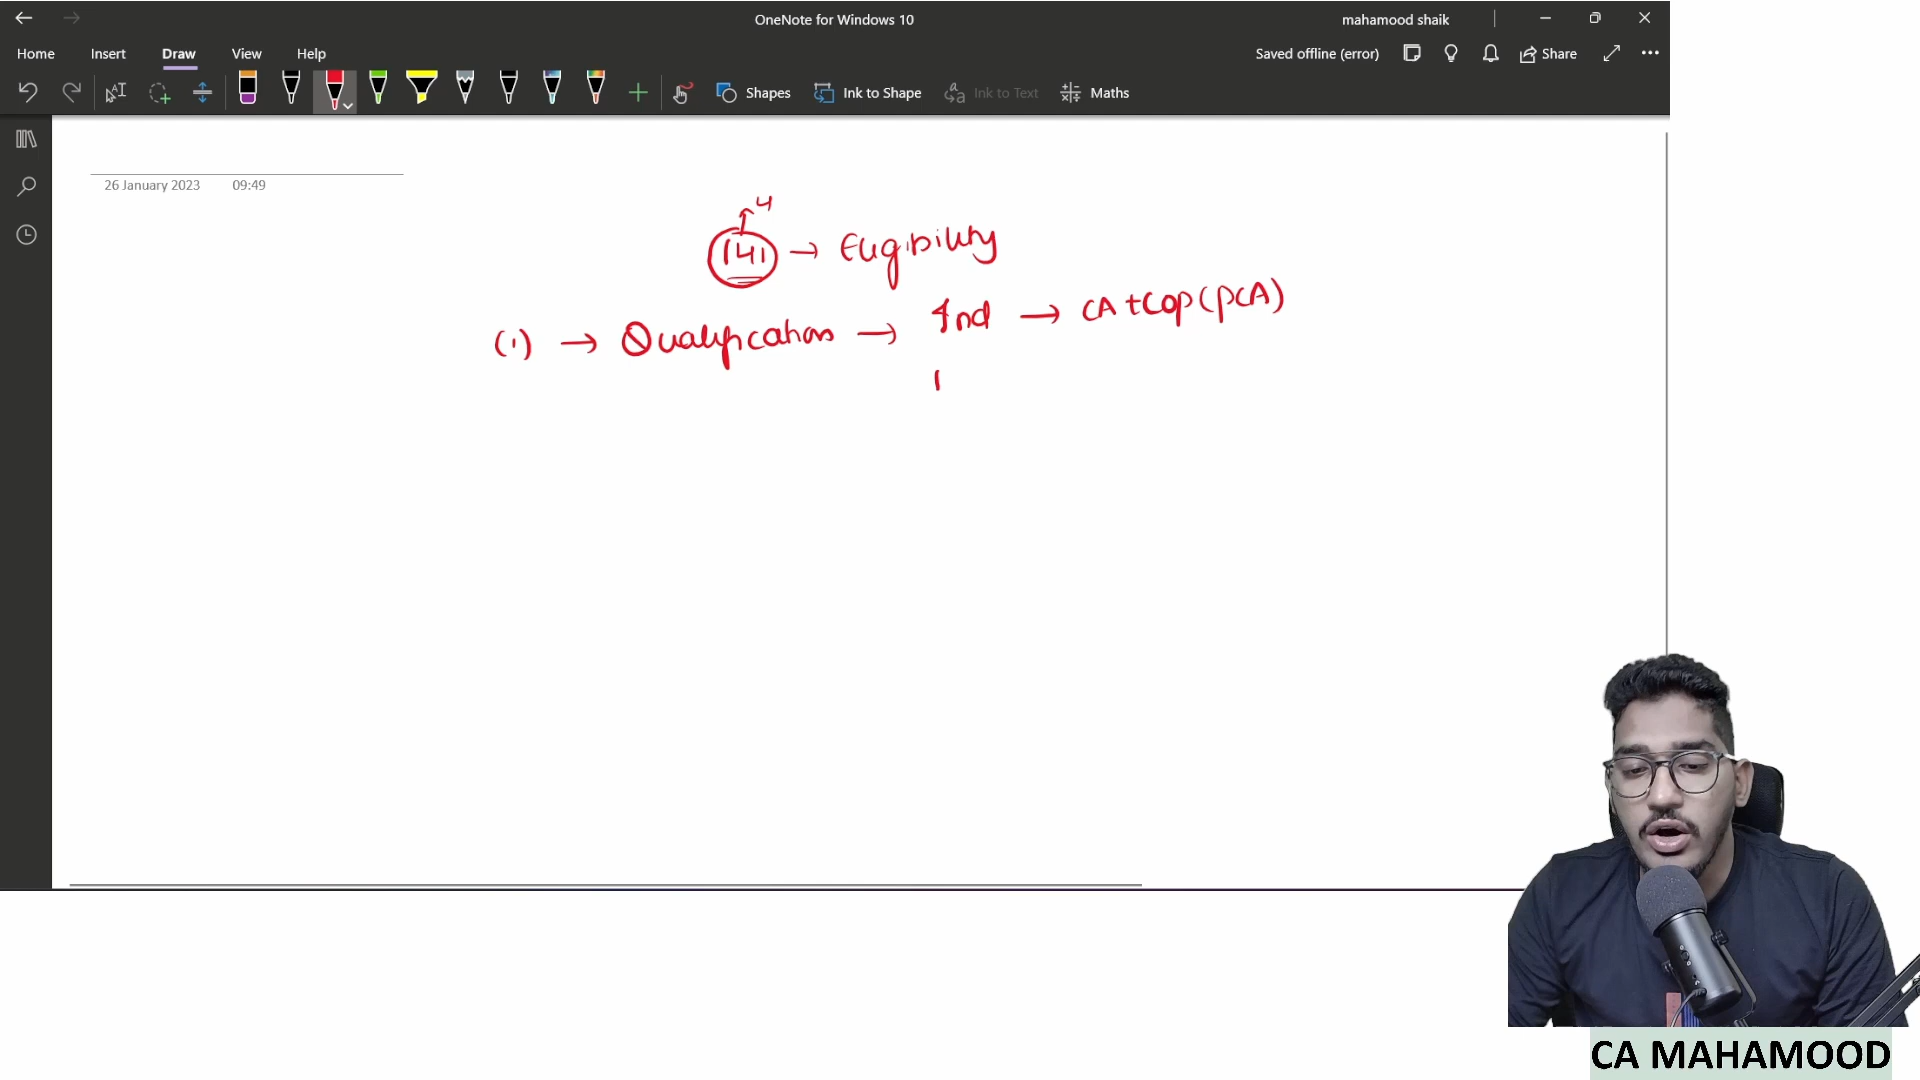 OneNote for Windows 10
mahamood shaik
Home Insert Draw View Help
Saved offline (error) Share
Shapes Ink to Shape Ink to Text Maths
26 January 2023 09:49
4
141 → Eligibility
(1) → Qualifications → Ind → CA + COP (PCA)
CA MAHAMOOD